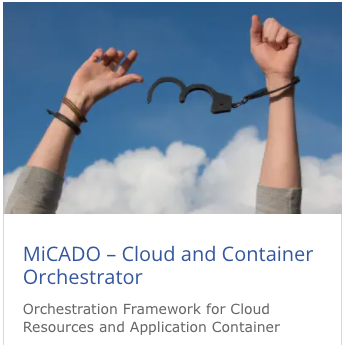 MiCADO – Cloud and Container
Orchestrator
Orchestration Framework for Cloud
Resources and Application Container